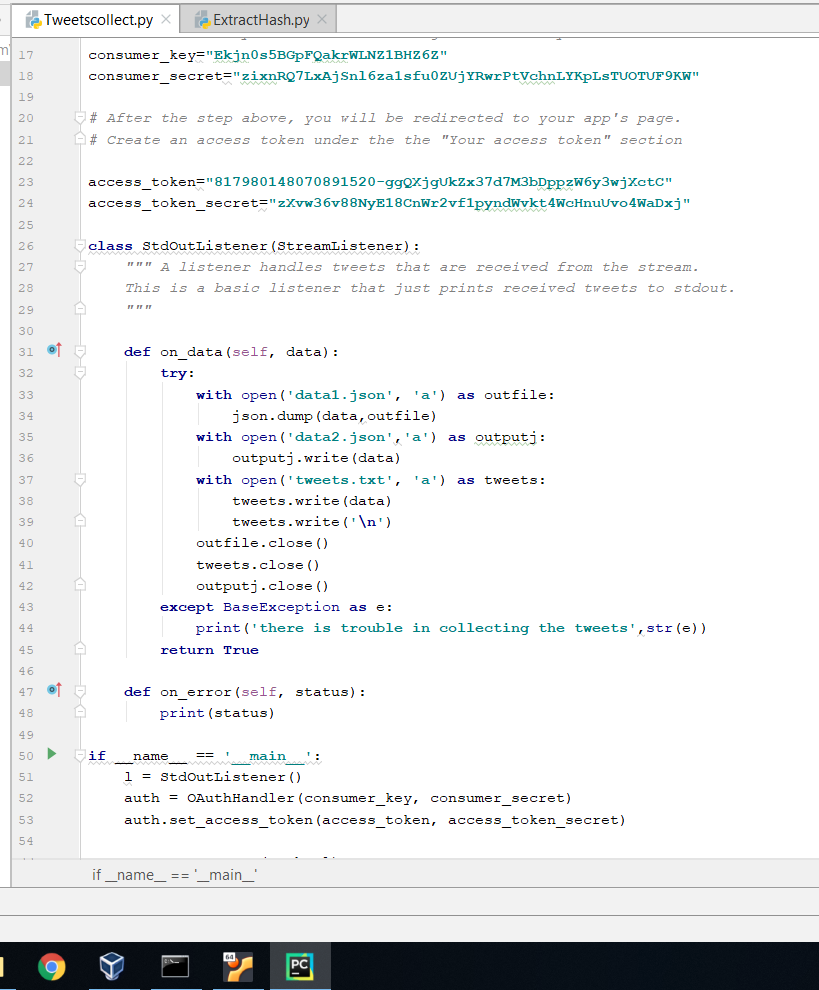 Tweetscollect.py ExtractHash.py
17 consumer_key="Ekjn0s5BGpFQakrWLNZ1BHZ6Z"
18 consumer_secret="zixnRQ7LxAjSnl6za1sfu0ZUjYRwrPtVchnLYKpLsTUOTUF9KW"
19
20 # After the step above, you will be redirected to your app's page.
21 # Create an access token under the the "Your access token" section
22
23 access_token="817980148070891520-ggQXjgUkZx37d7M3bDppzW6y3wjXctC"
24 access_token_secret="zXvw36v88NyE18CnWr2vf1pyndWvkt4WcHnuUvo4WaDxj"
25
26 class StdOutListener(StreamListener):
27 """ A listener handles tweets that are received from the stream.
28 This is a basic listener that just prints received tweets to stdout.
29 """
30
31 def on_data(self, data):
32 try:
33 with open('data1.json', 'a') as outfile:
34 json.dump(data,outfile)
35 with open('data2.json','a') as outputj:
36 outputj.write(data)
37 with open('tweets.txt', 'a') as tweets:
38 tweets.write(data)
39 tweets.write('\n')
40 outfile.close()
41 tweets.close()
42 outputj.close()
43 except BaseException as e:
44 print('there is trouble in collecting the tweets',str(e))
45 return True
46
47 def on_error(self, status):
48 print(status)
49
50 if __name__ == '__main__':
51 l = StdOutListener()
52 auth = OAuthHandler(consumer_key, consumer_secret)
53 auth.set_access_token(access_token, access_token_secret)
54
if __name__ == '__main__'
64
PC